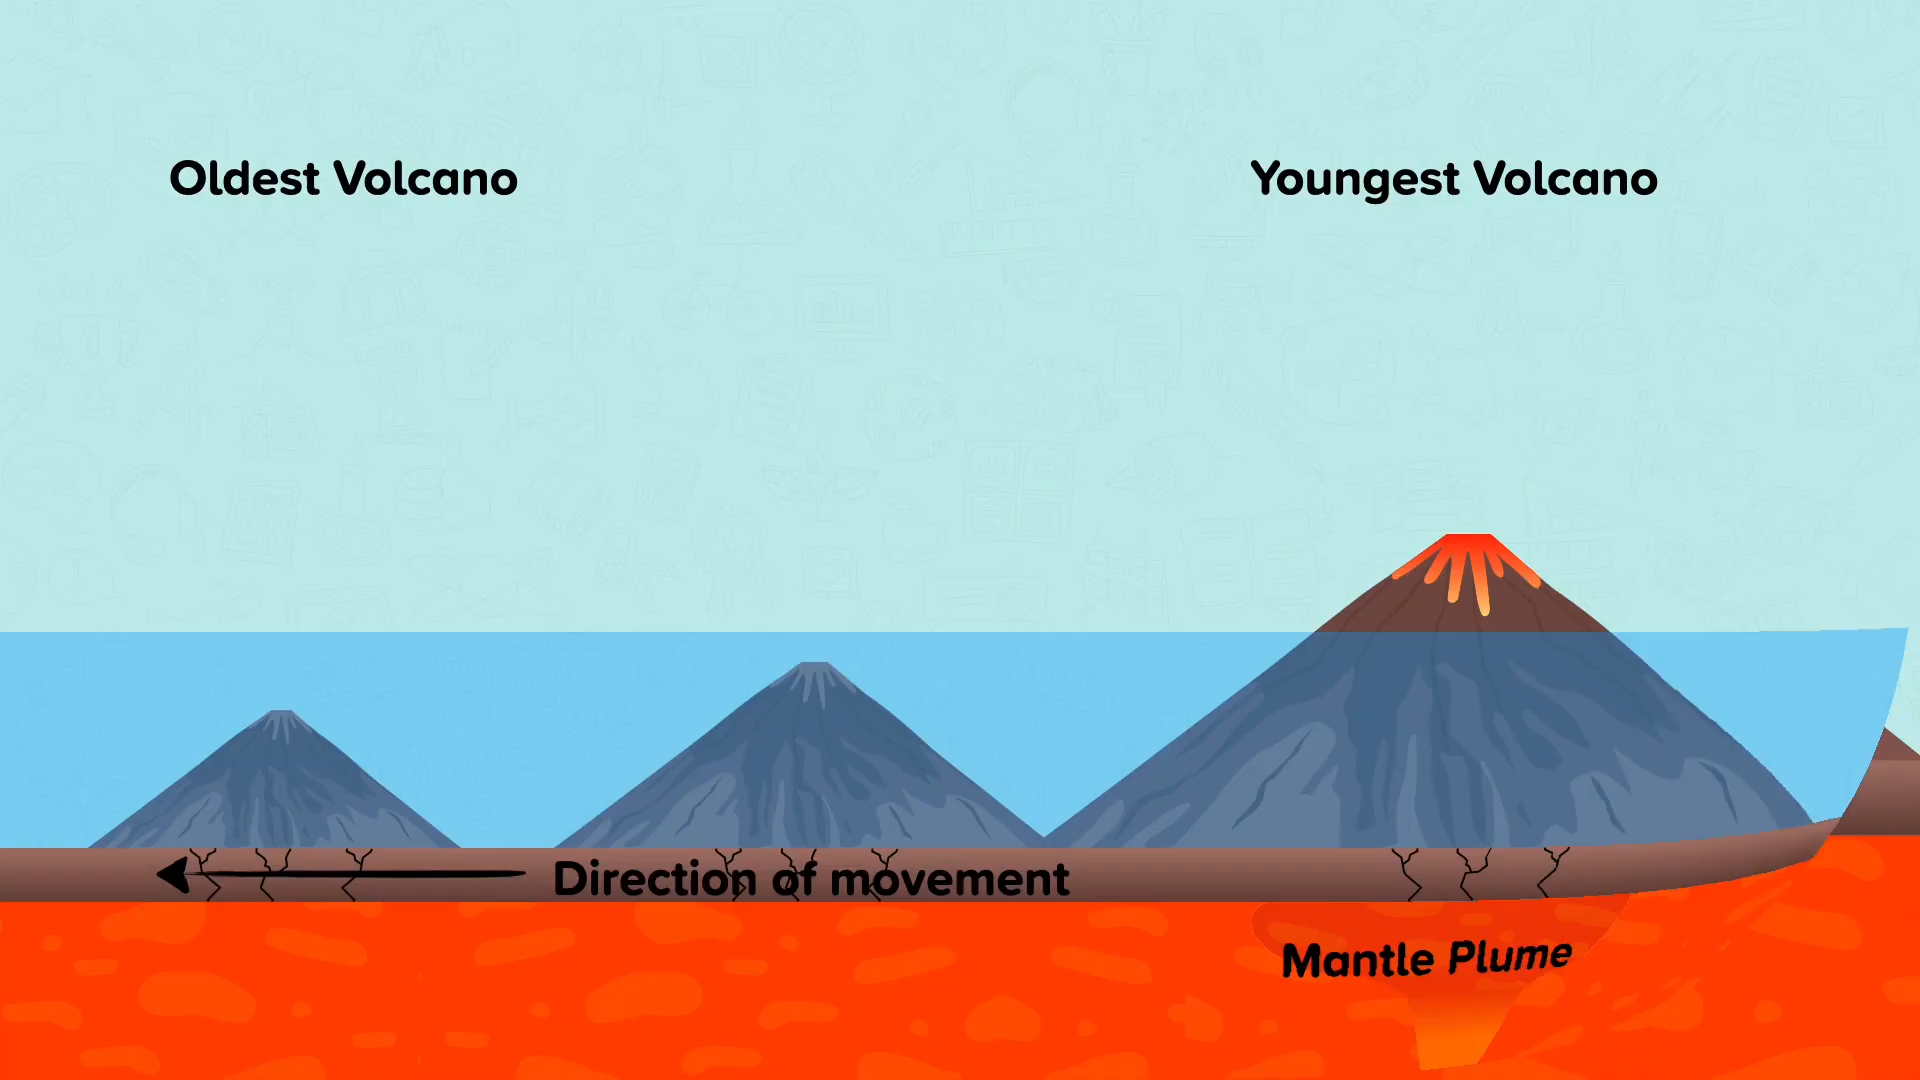 Oldest Volcano
Youngest Volcano
Direction of movement
Mantle Plume